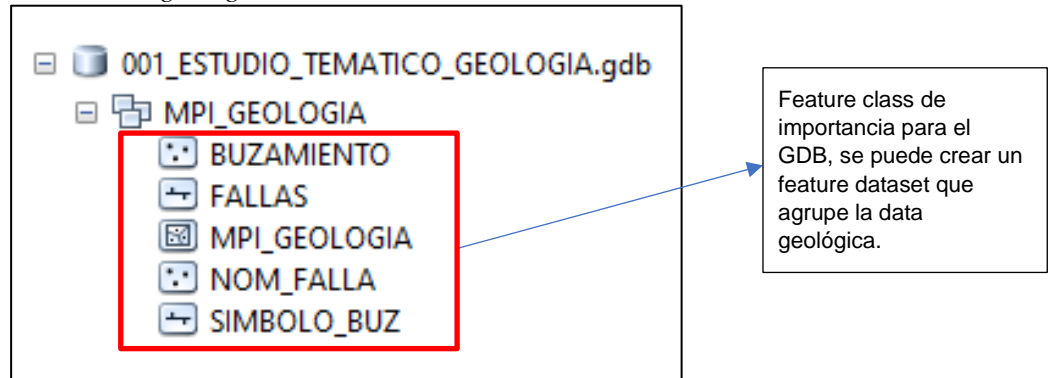 001_ESTUDIO_TEMATICO_GEOLOGIA.gdb
MPI_GEOLOGIA
BUZAMIENTO
FALLAS
MPI_GEOLOGIA
NOM_FALLA
SIMBOLO_BUZ
Feature class de
importancia para el
GDB, se puede crear un
feature dataset que
agrupe la data
geológica.